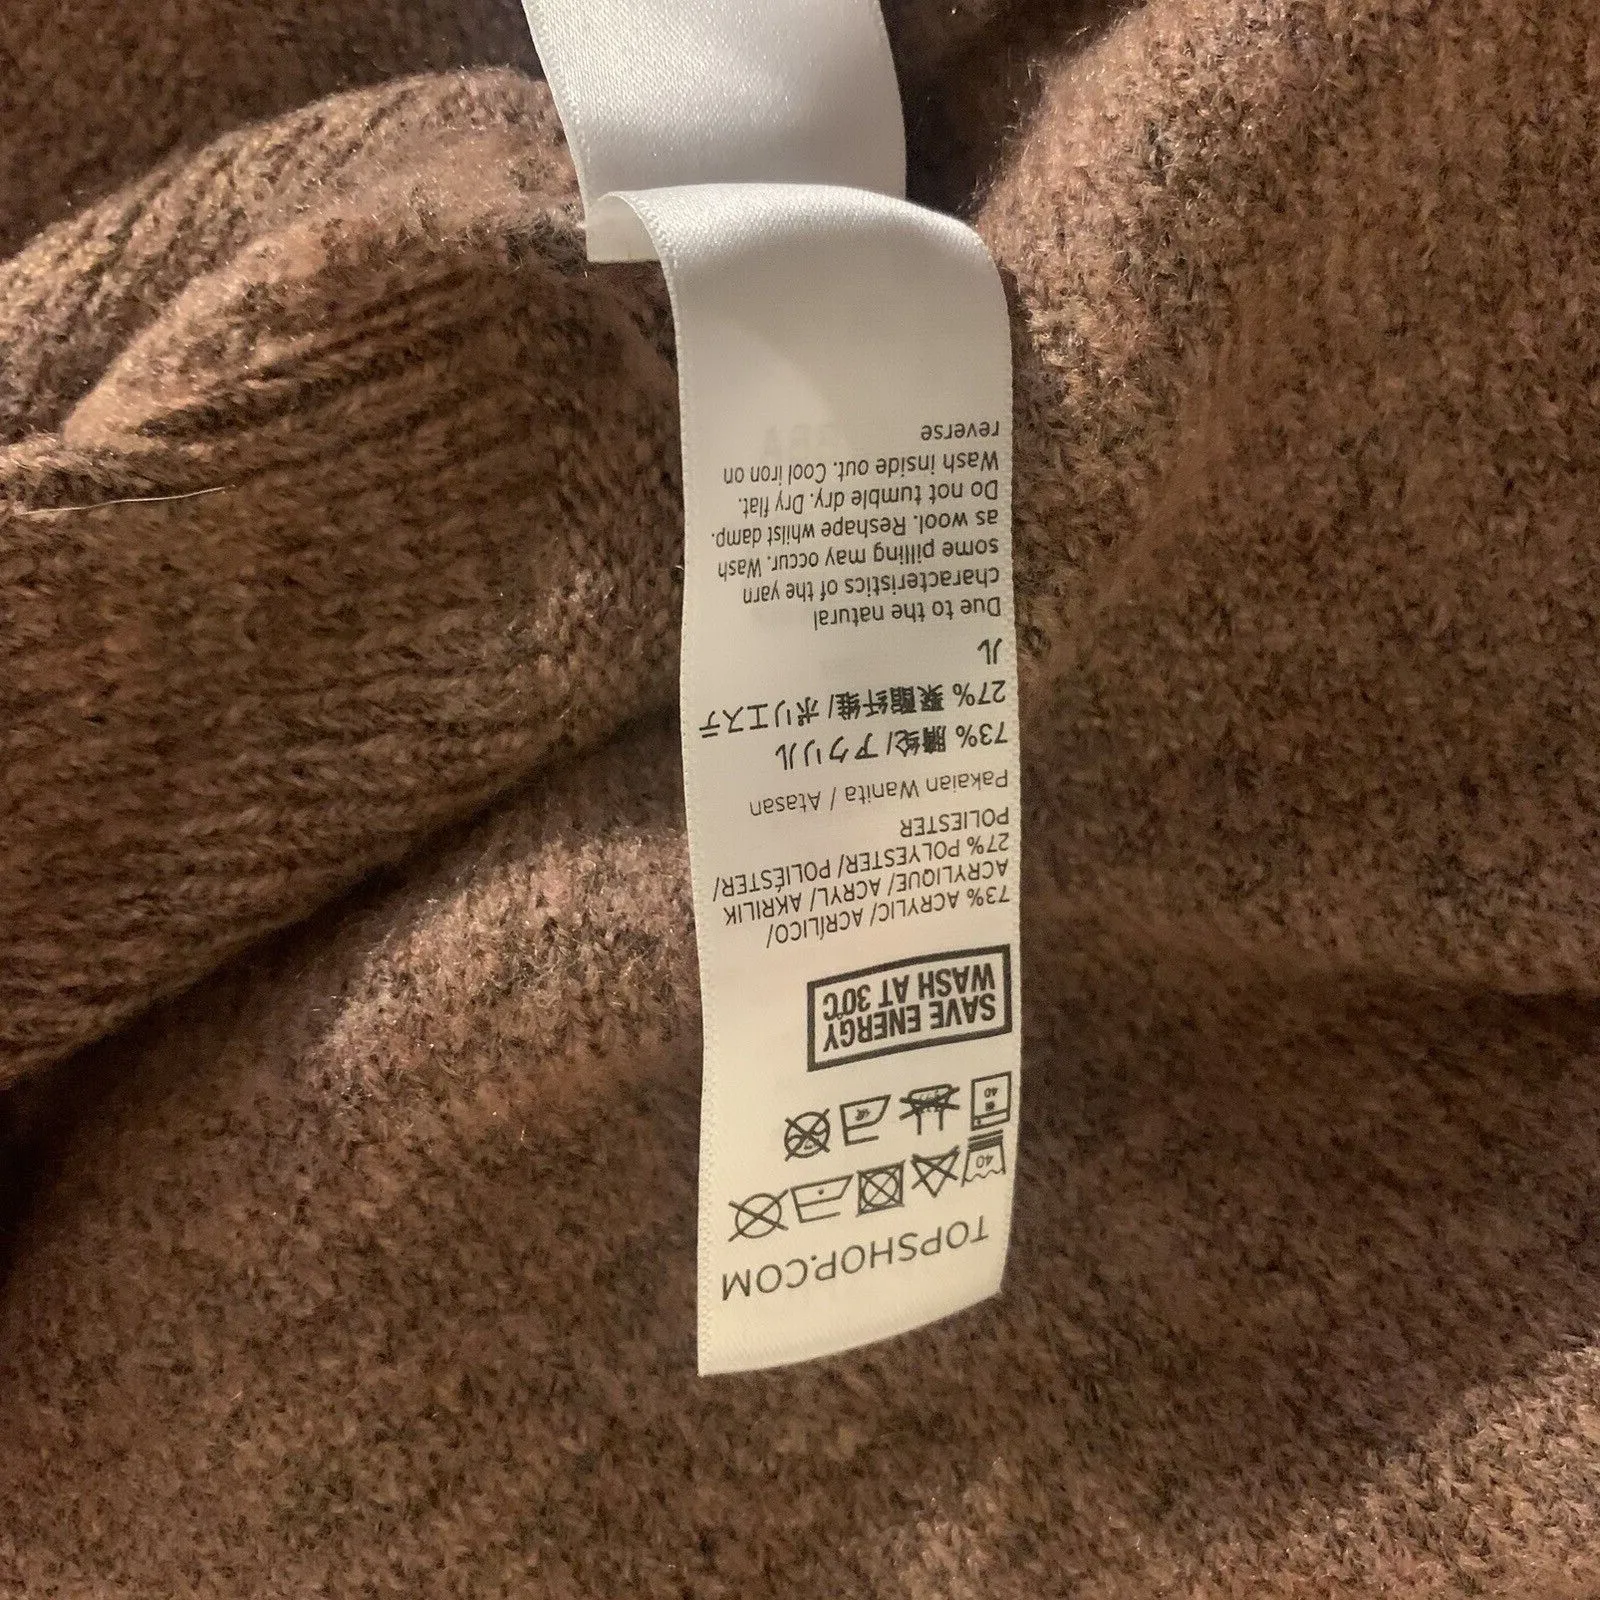 TOPSHOP.COM
40
40
SAVE ENERGY
WASH AT 30°C
73% ACRYLIC/ ACRÍLICO/
ACRYLIQUE/ ACRYL/ AKRILIK
27% POLYESTER/ POLIÉSTER/
POLIESTER
Pakaian Wanita / Atasan
73% 腈纶/アクリル
27% 聚酯纤维/ポリエステ
ル
Due to the natural
characteristics of the yarn
some pilling may occur. Wash
as wool. Reshape whilst damp.
Do not tumble dry. Dry flat.
Wash inside out. Cool iron on
reverse